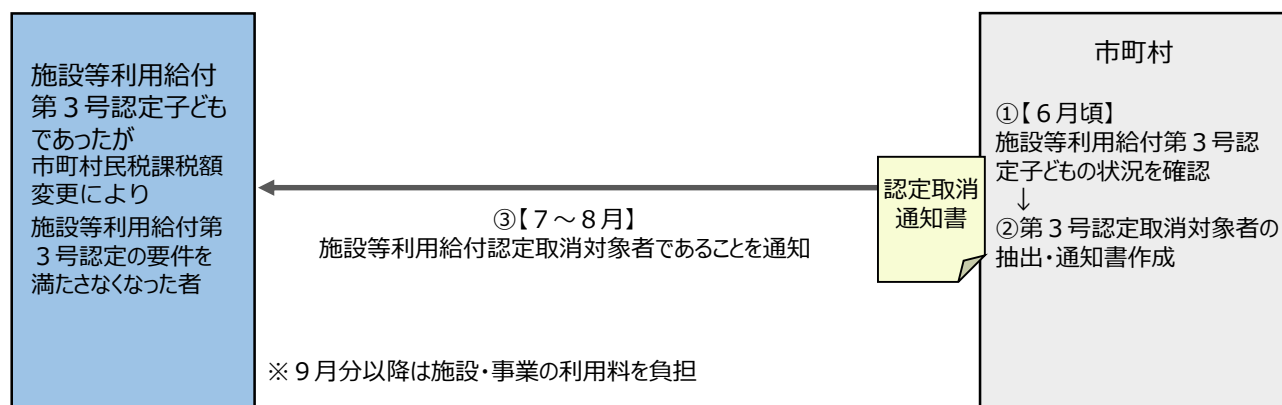 施設等利用給付
第３号認定子ども
であったが
市町村民税課税額
変更により
施設等利用給付第
３号認定の要件を
満たさなくなった者
③【７～８月】
施設等利用給付認定取消対象者であることを通知
※９月分以降は施設・事業の利用料を負担
認定取消
通知書
市町村
①【６月頃】
施設等利用給付第３号認
定子どもの状況を確認
↓
②第３号認定取消対象者の
抽出・通知書作成